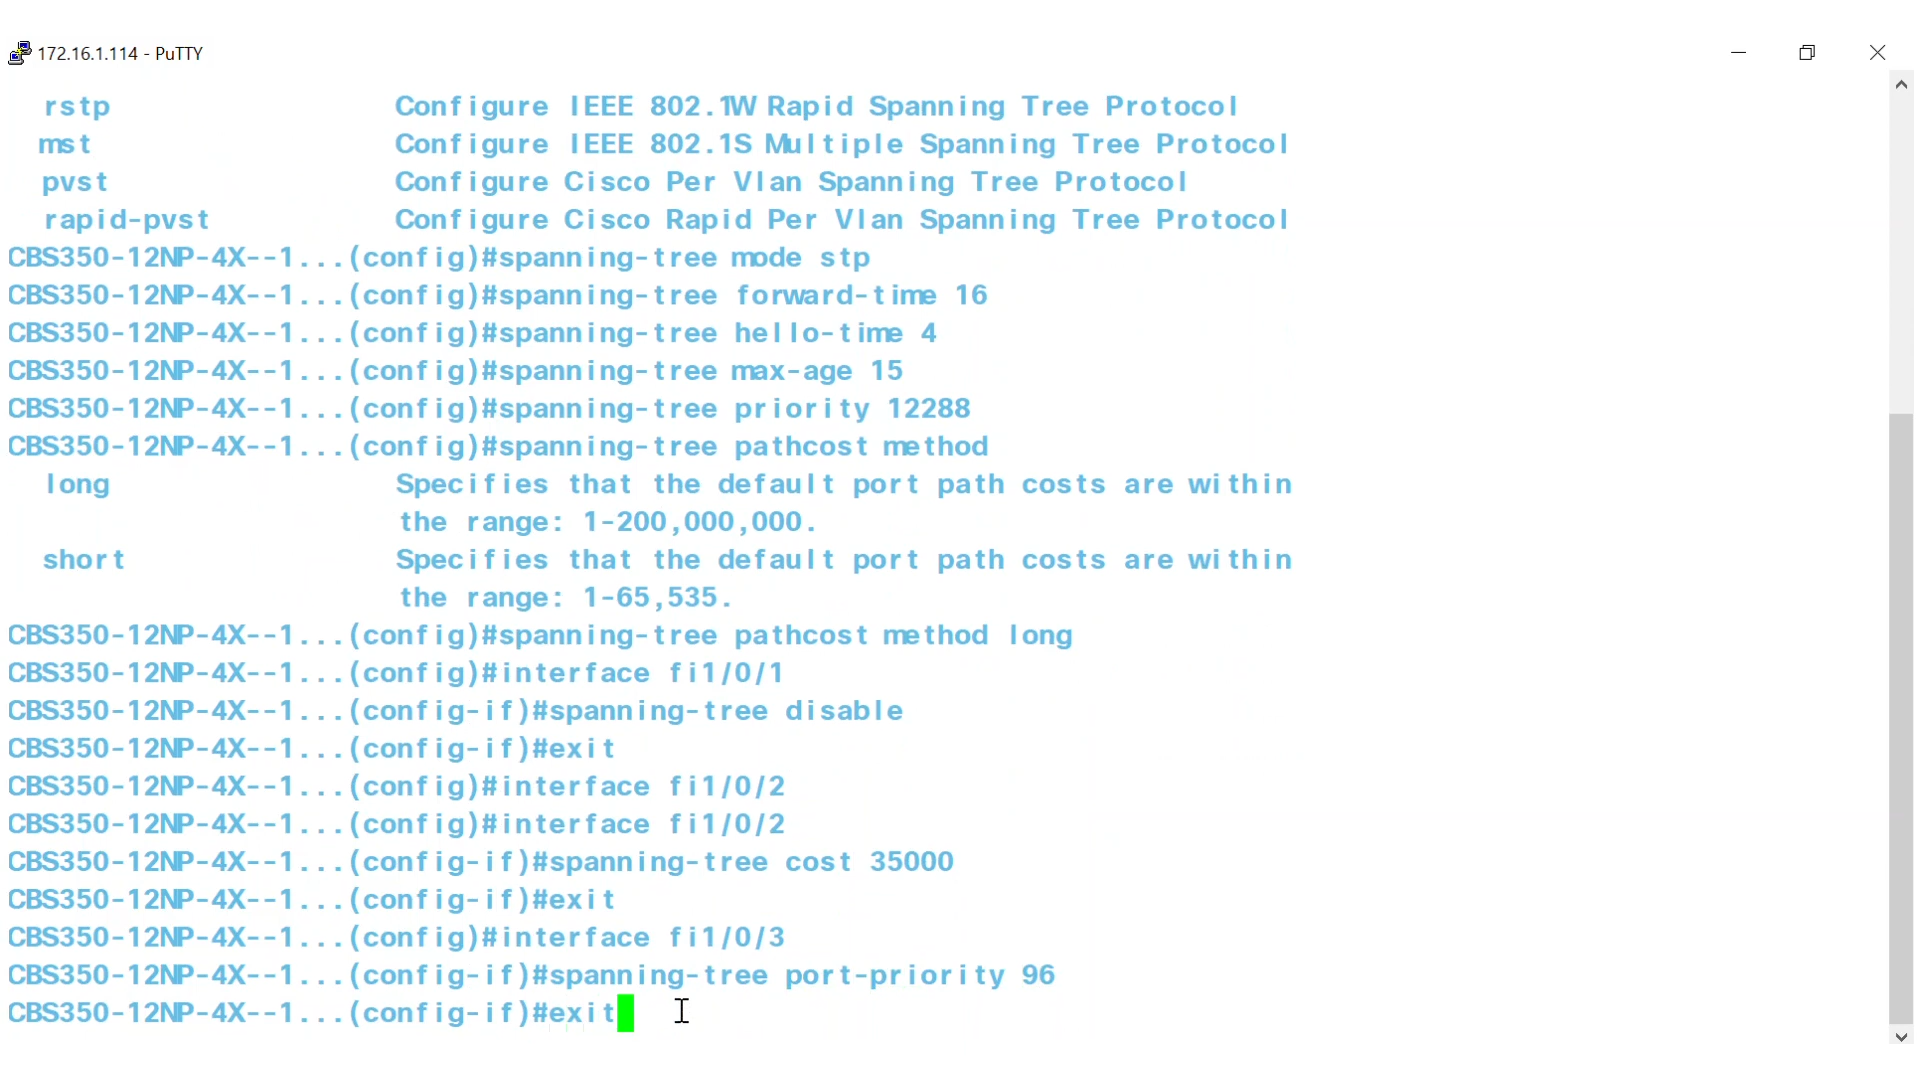 172.16.1.114 - PuTTY
rstp Configure IEEE 802.1W Rapid Spanning Tree Protocol
mst Configure IEEE 802.1S Multiple Spanning Tree Protocol
pvst Configure Cisco Per Vlan Spanning Tree Protocol
rapid-pvst Configure Cisco Rapid Per Vlan Spanning Tree Protocol
CBS350-12NP-4X--1...(config)#spanning-tree mode stp
CBS350-12NP-4X--1...(config)#spanning-tree forward-time 16
CBS350-12NP-4X--1...(config)#spanning-tree hello-time 4
CBS350-12NP-4X--1...(config)#spanning-tree max-age 15
CBS350-12NP-4X--1...(config)#spanning-tree priority 12288
CBS350-12NP-4X--1...(config)#spanning-tree pathcost method
long Specifies that the default port path costs are within
the range: 1-200,000,000.
short Specifies that the default port path costs are within
the range: 1-65,535.
CBS350-12NP-4X--1...(config)#spanning-tree pathcost method long
CBS350-12NP-4X--1...(config)#interface fi1/0/1
CBS350-12NP-4X--1...(config-if)#spanning-tree disable
CBS350-12NP-4X--1...(config-if)#exit
CBS350-12NP-4X--1...(config)#interface fi1/0/2
CBS350-12NP-4X--1...(config)#interface fi1/0/2
CBS350-12NP-4X--1...(config-if)#spanning-tree cost 35000
CBS350-12NP-4X--1...(config-if)#exit
CBS350-12NP-4X--1...(config)#interface fi1/0/3
CBS350-12NP-4X--1...(config-if)#spanning-tree port-priority 96
CBS350-12NP-4X--1...(config-if)#exit